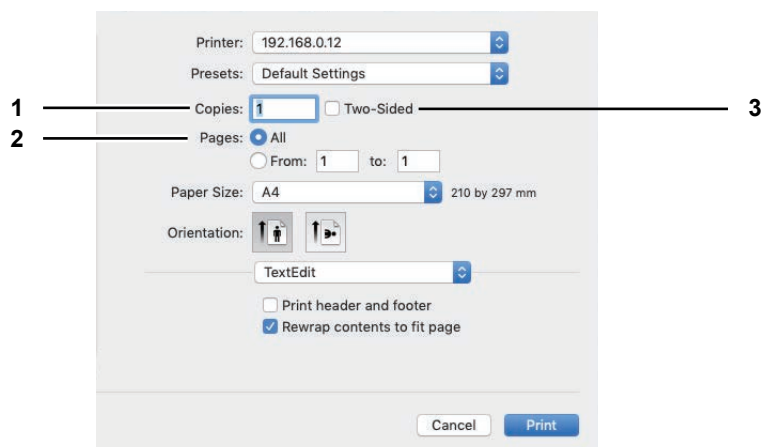 Printer: 192.168.0.12
Presets: Default Settings
1 Copies: 1 Two-Sided 3
2 Pages: All
From: 1 to: 1
Paper Size: A4 210 by 297 mm
Orientation:
TextEdit
Print header and footer
Rewrap contents to fit page
Cancel Print